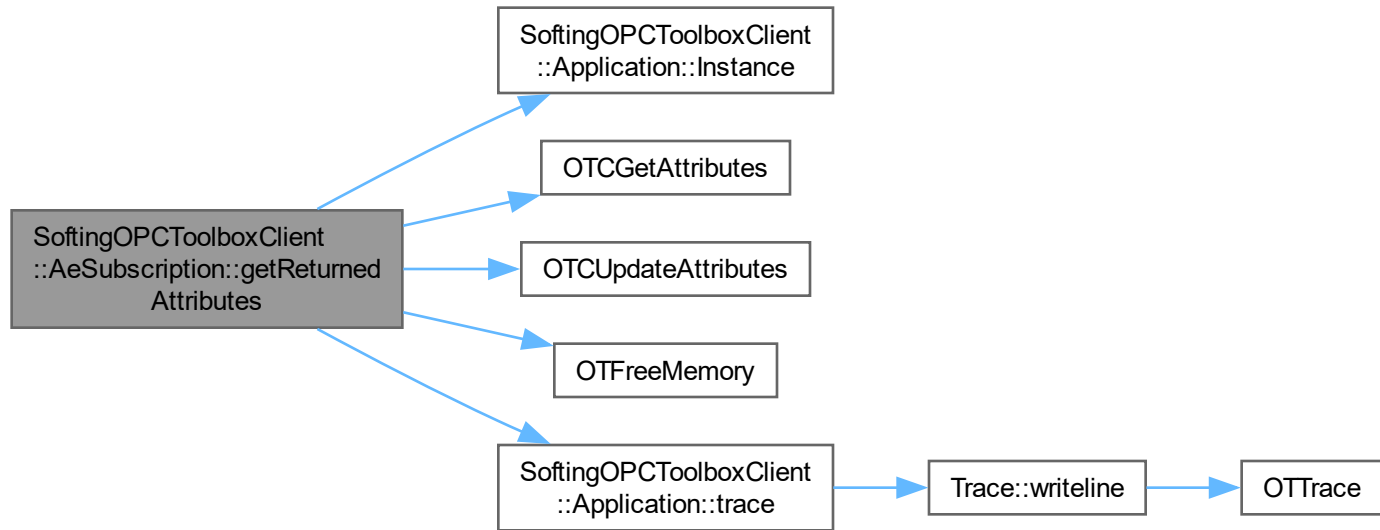 SoftingOPCToolboxClient
::AeSubscription::getReturned
Attributes
SoftingOPCToolboxClient
::Application::Instance
OTCGetAttributes
OTCUpdateAttributes
OTFreeMemory
SoftingOPCToolboxClient
::Application::trace
Trace::writeline
OTTrace